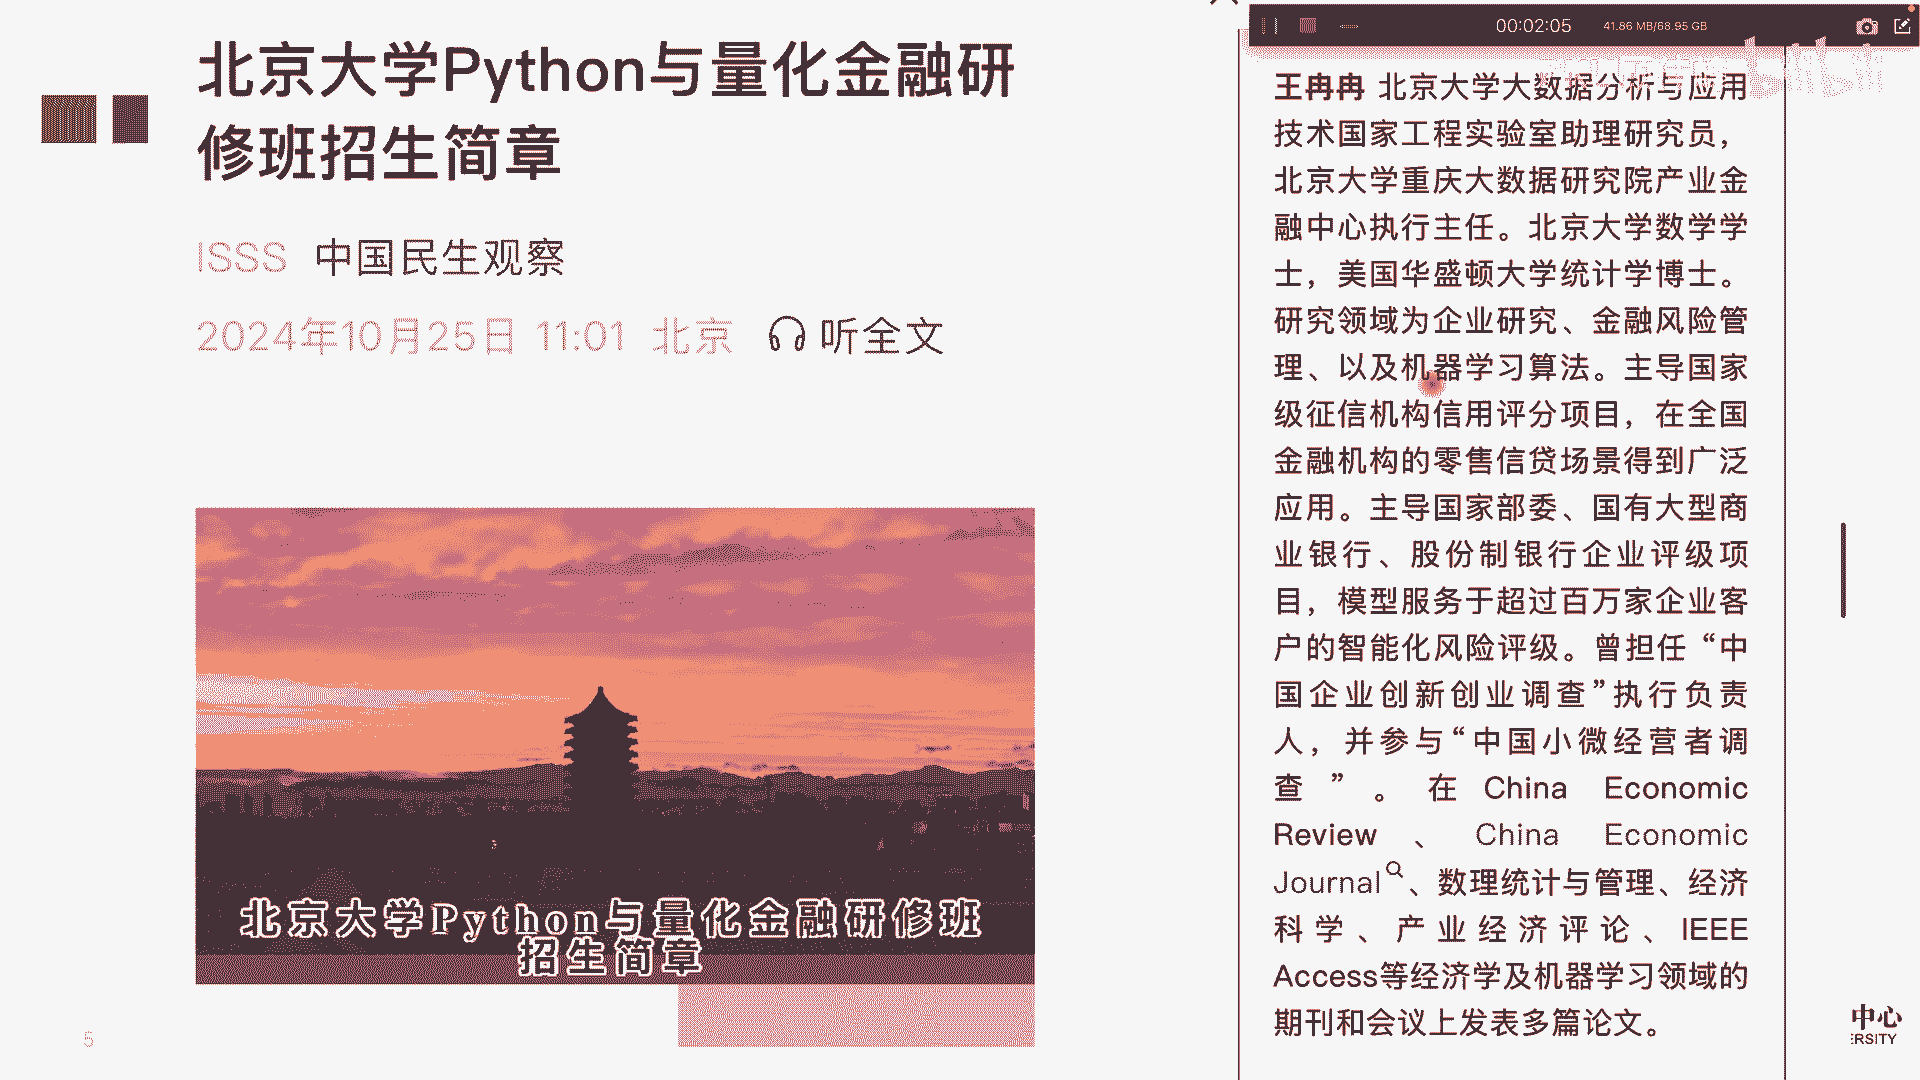 北京大学Python与量化金融研
修班招生简章
ISSS 中国民生观察
2024年10月25日 11:01 北京 听全文
北京大学Python与量化金融研修班
招生简章
5
00:02:05 41.86 MB/68.95 GB
王冉冉 北京大学大数据分析与应用
技术国家工程实验室助理研究员，
北京大学重庆大数据研究院产业金
融中心执行主任。北京大学数学学
士，美国华盛顿大学统计学博士。
研究领域为企业研究、金融风险管
理、以及机器学习算法。主导国家
级征信机构信用评分项目，在全国
金融机构的零售信贷场景得到广泛
应用。主导国家部委、国有大型商
业银行、股份制银行企业评级项
目，模型服务于超过百万家企业客
户的智能化风险评级。曾担任“中
国企业创新创业调查”执行负责
人，并参与“中国小微经营者调
查”。在 China Economic
Review 、 China Economic
Journal、数理统计与管理、经济
科学、产业经济评论、IEEE
Access等经济学及机器学习领域的
期刊和会议上发表多篇论文。
中心
ERSITY